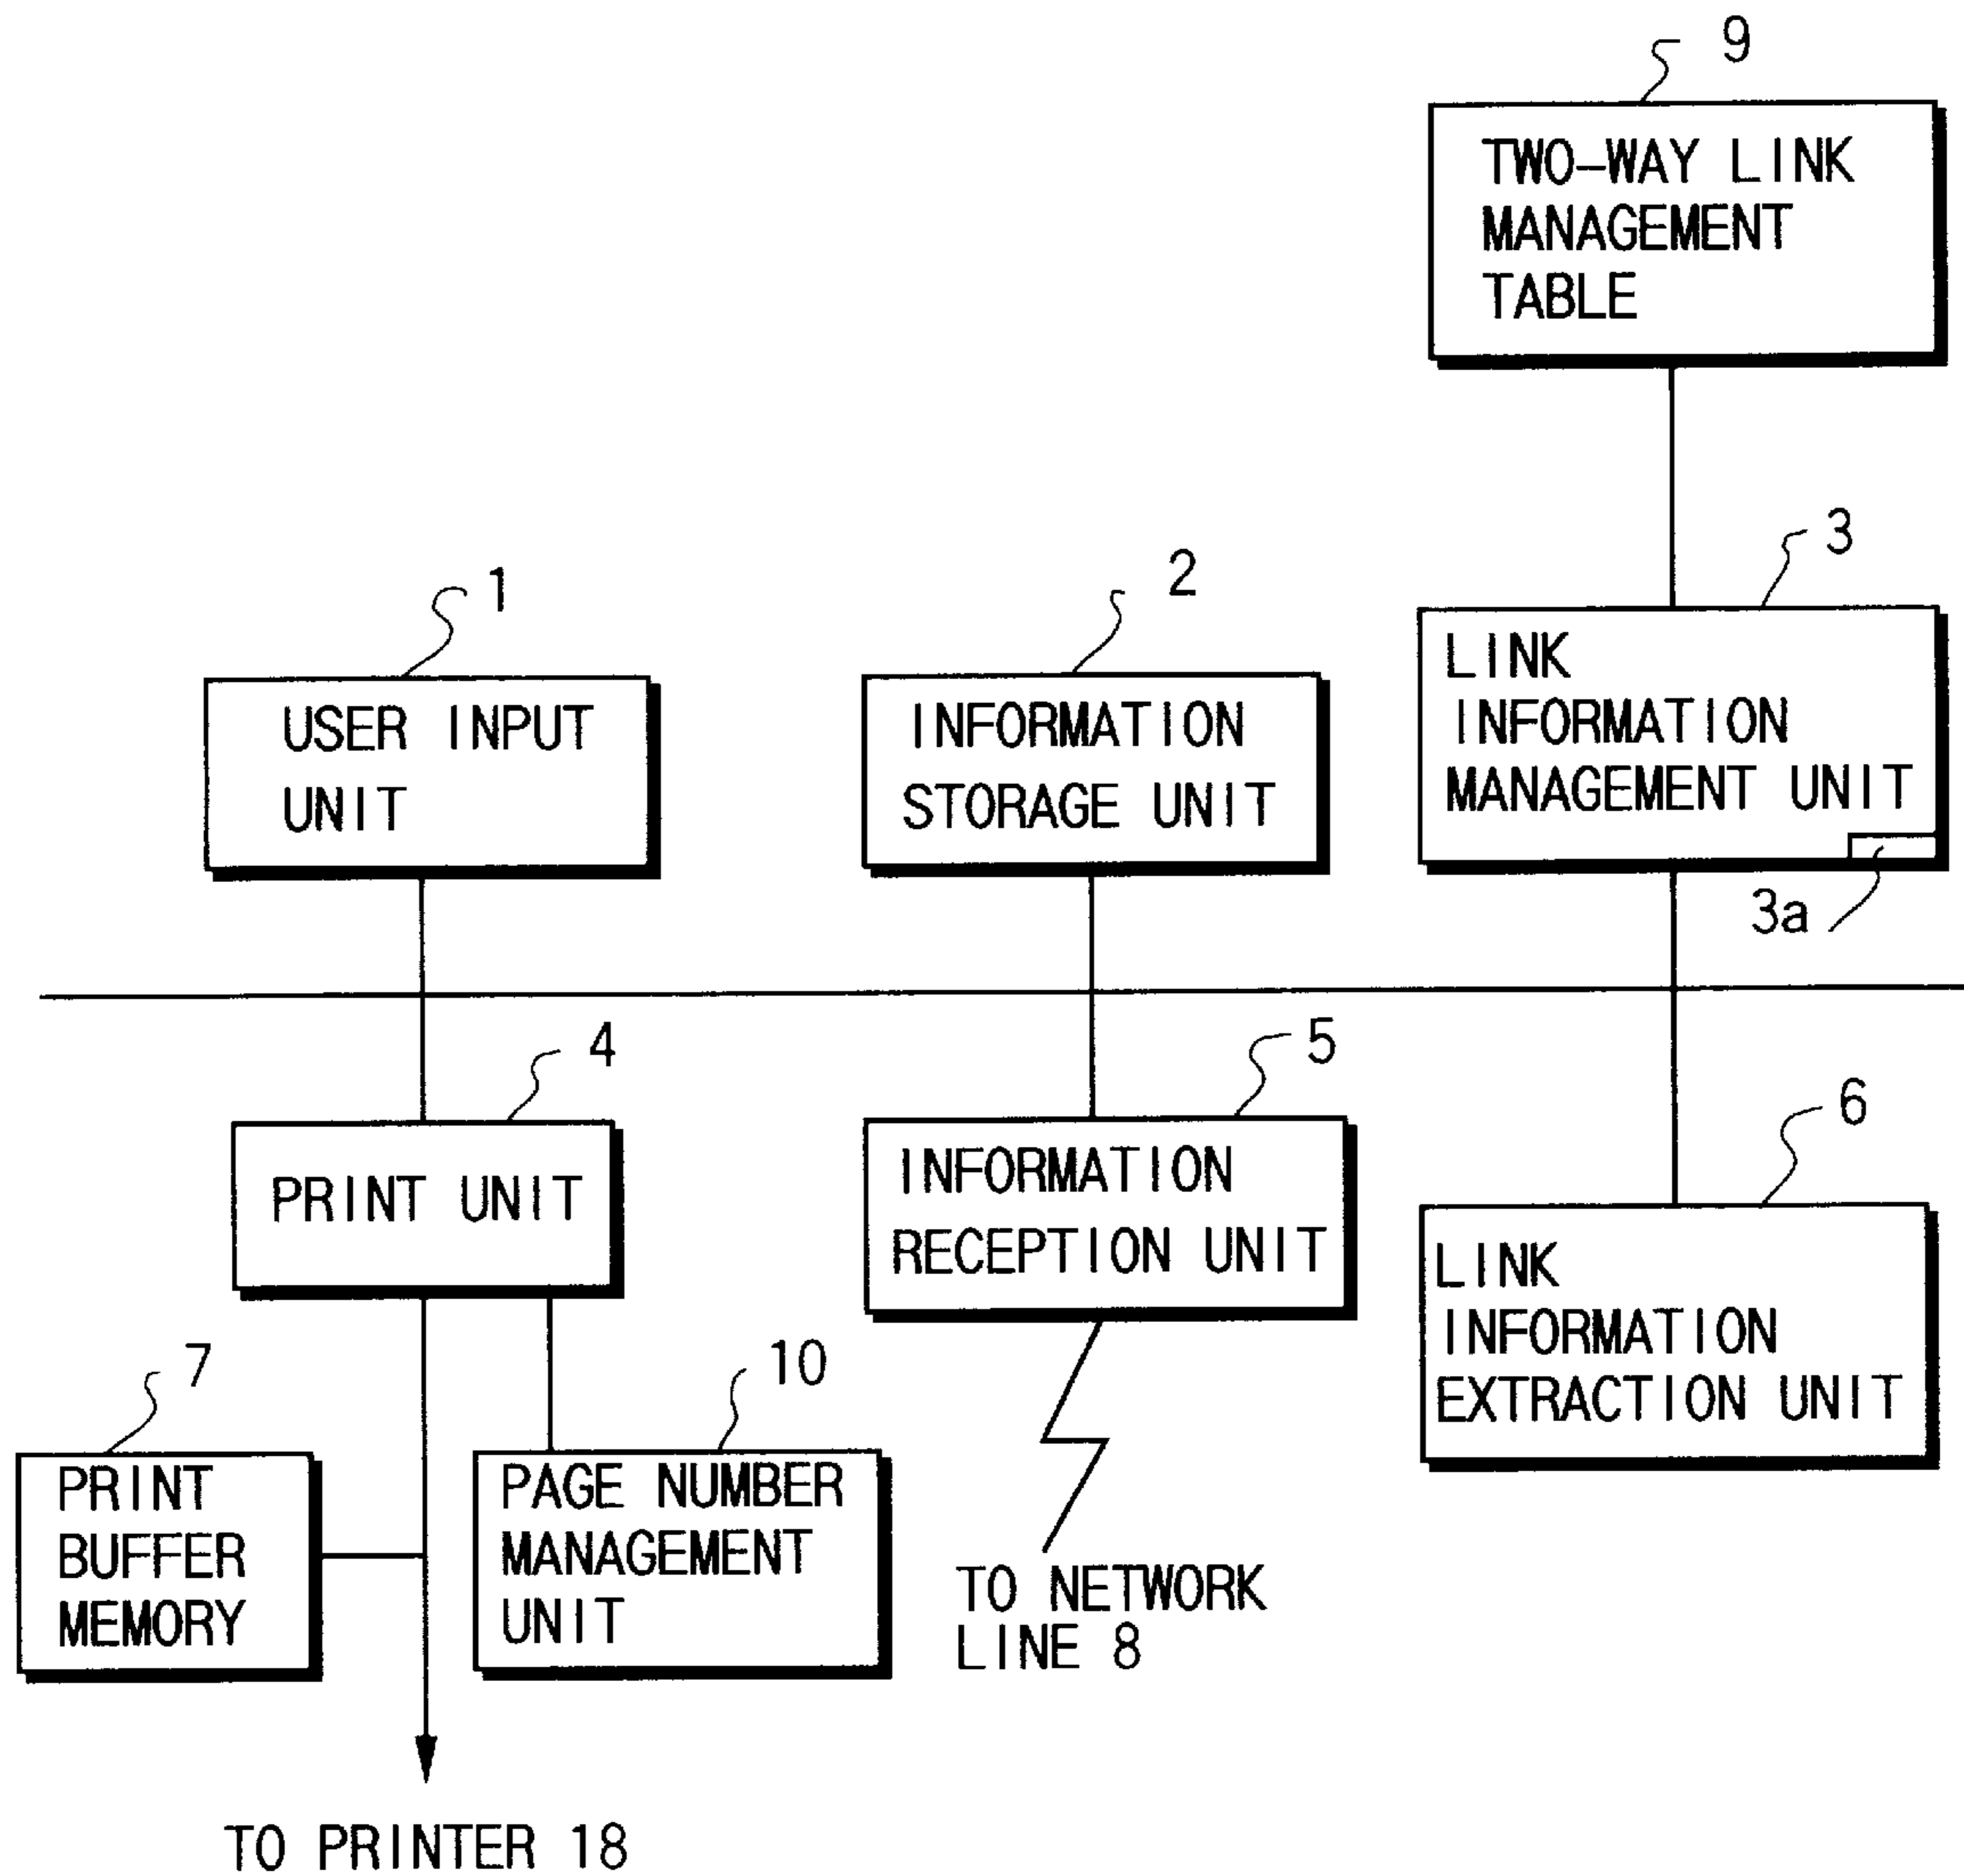 9
TWO-WAY LINK
MANAGEMENT
TABLE
1
USER INPUT
UNIT
2
INFORMATION
STORAGE UNIT
3
LINK
INFORMATION
MANAGEMENT UNIT
3a
4
PRINT UNIT
5
INFORMATION
RECEPTION UNIT
6
LINK
INFORMATION
EXTRACTION UNIT
7
PRINT
BUFFER
MEMORY
10
PAGE NUMBER
MANAGEMENT
UNIT
TO NETWORK
LINE 8
TO PRINTER 18